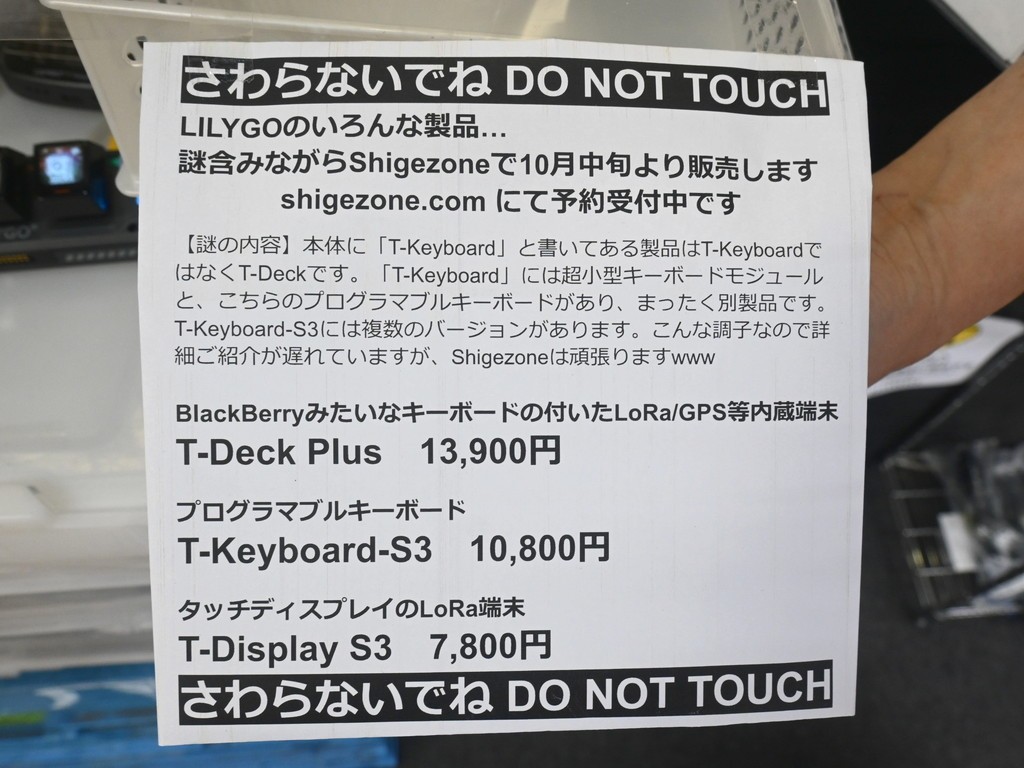 さわらないでね DO NOT TOUCH
LILYGOのいろんな製品…
謎含みながらShigezoneで10月中旬より販売します
shigezone.com にて予約受付中です
【謎の内容】本体に「T-Keyboard」と書いてある製品はT-Keyboardで
はなくT-Deckです。「T-Keyboard」には超小型キーボードモジュール
と、こちらのプログラマブルキーボードがあり、まったく別製品です。
T-Keyboard-S3には複数のバージョンがあります。こんな調子なので詳
細ご紹介が遅れていますが、Shigezoneは頑張りますwww
BlackBerryみたいなキーボードの付いたLoRa/GPS等内蔵端末
T-Deck Plus 13,900円
プログラマブルキーボード
T-Keyboard-S3 10,800円
タッチディスプレイのLoRa端末
T-Display S3 7,800円
さわらないでね DO NOT TOUCH